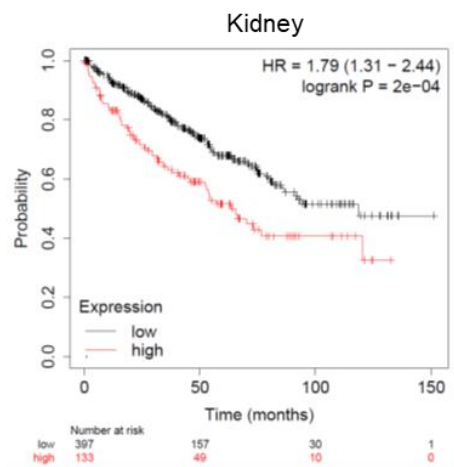 Kidney
HR = 1.79 (1.31 − 2.44)
logrank P = 2e−04
Probability
1.0
0.8
0.6
0.4
0.2
0.0
Expression
low
high
0 50 100 150
Time (months)
Number at risk
low 397 157 30 1
high 133 49 10 0